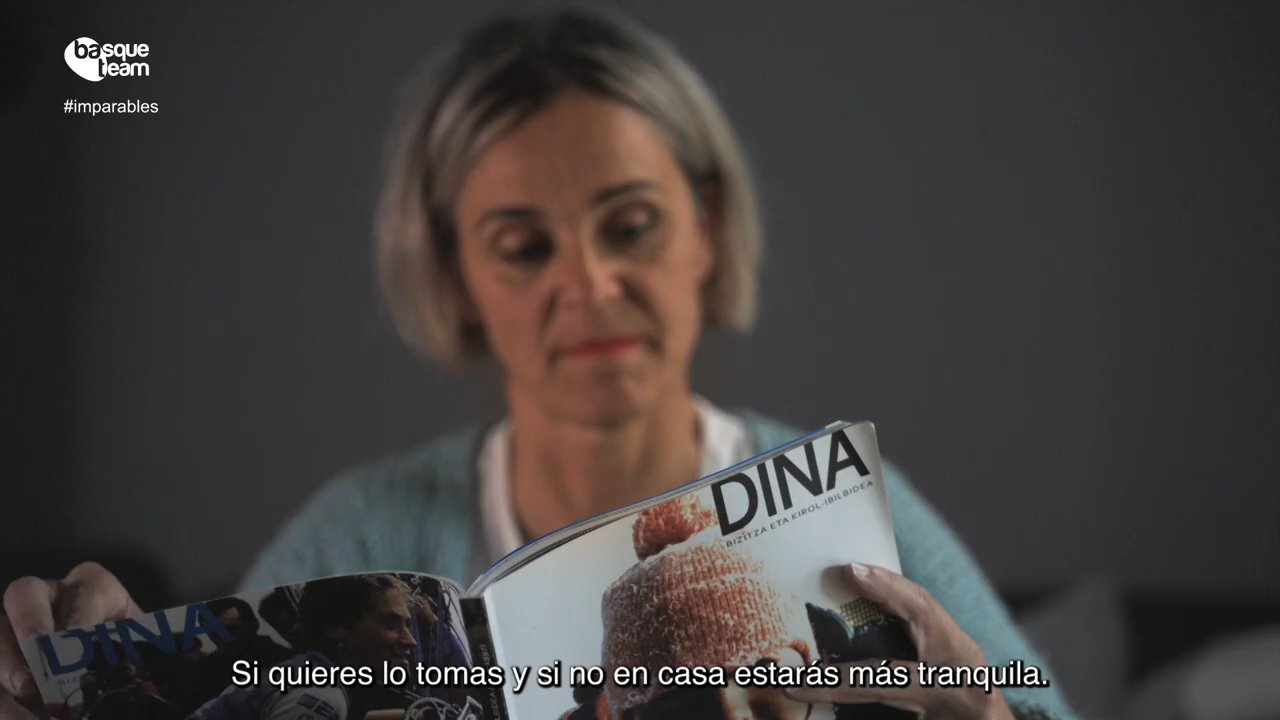 basque
team
#imparables
DINA
BIZITZA ETA KIROL-IBILBIDEA
DINA
Si quieres lo tomas y si no en casa estarás más tranquila.